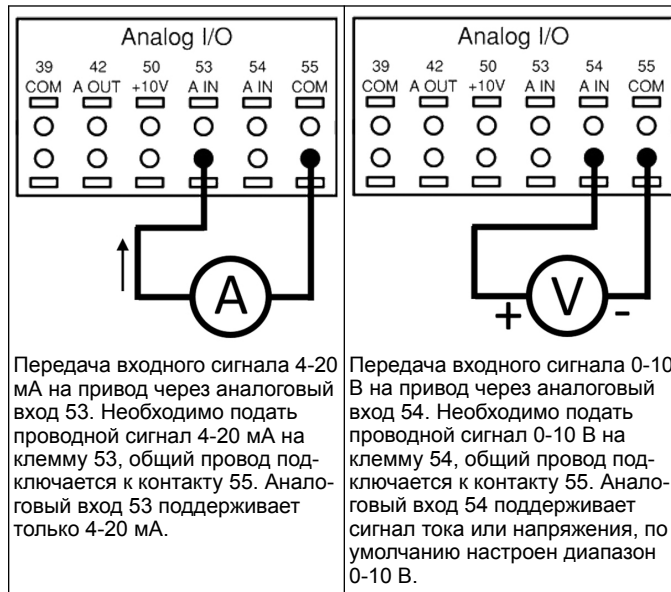 Analog I/O
39 42 50 53 54 55
COM A OUT +10V A IN A IN COM
A
Передача входного сигнала 4-20
мА на привод через аналоговый
вход 53. Необходимо подать
проводной сигнал 4-20 мА на
клемму 53, общий провод под-
ключается к контакту 55. Анало-
говый вход 53 поддерживает
только 4-20 мА.
Analog I/O
39 42 50 53 54 55
COM A OUT +10V A IN A IN COM
+ V -
Передача входного сигнала 0-10
В на привод через аналоговый
вход 54. Необходимо подать
проводной сигнал 0-10 В на
клемму 54, общий провод под-
ключается к контакту 55. Анало-
говый вход 54 поддерживает
сигнал тока или напряжения, по
умолчанию настроен диапазон
0-10 В.